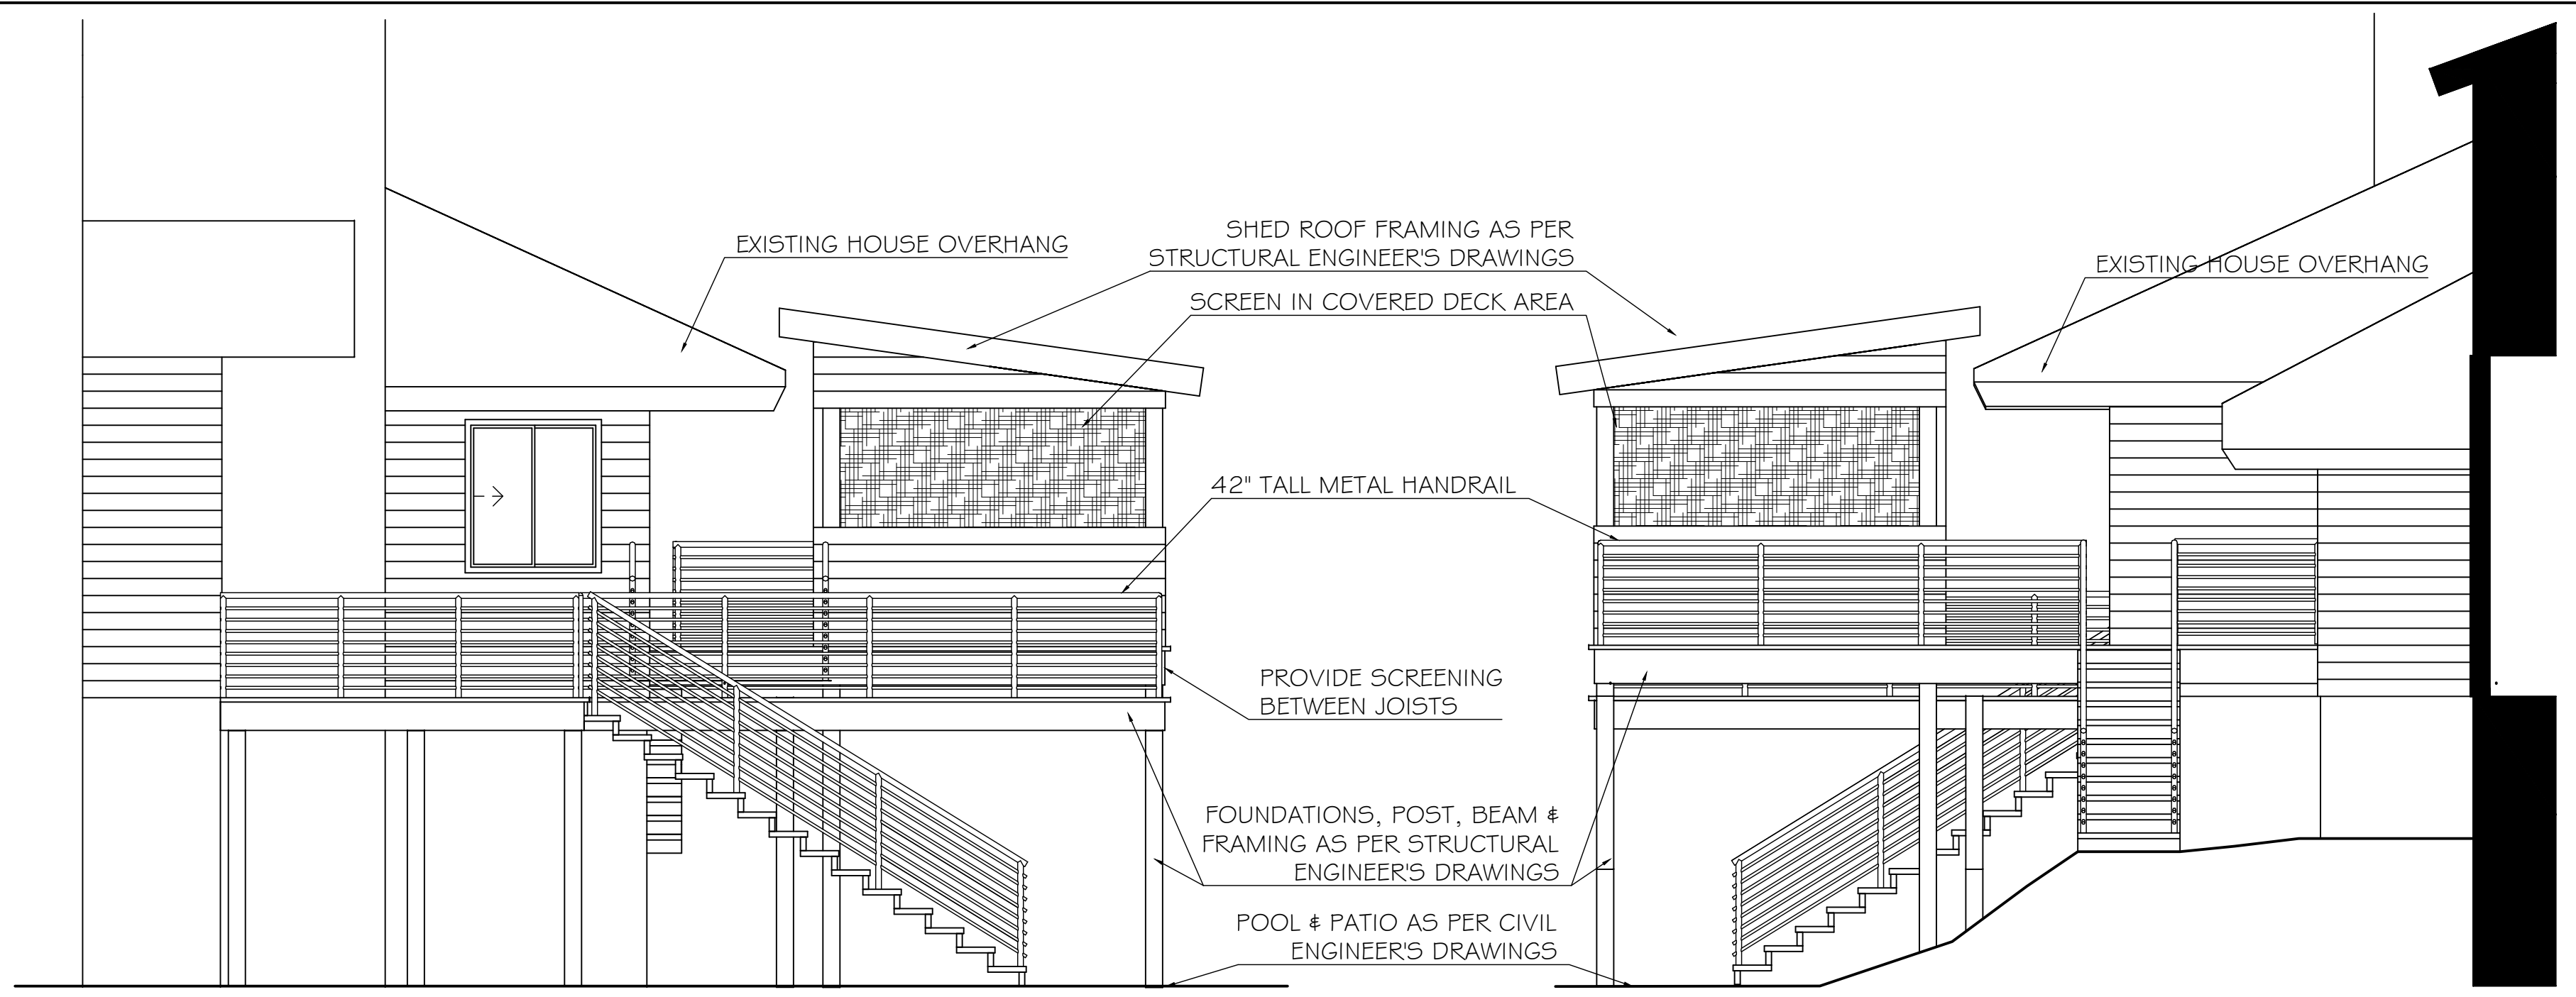 EXISTING HOUSE OVERHANG
SHED ROOF FRAMING AS PER
STRUCTURAL ENGINEER'S DRAWINGS
EXISTING HOUSE OVERHANG
SCREEN IN COVERED DECK AREA
42" TALL METAL HANDRAIL
PROVIDE SCREENING
BETWEEN JOISTS
FOUNDATIONS, POST, BEAM &
FRAMING AS PER STRUCTURAL
ENGINEER'S DRAWINGS
POOL & PATIO AS PER CIVIL
ENGINEER'S DRAWINGS